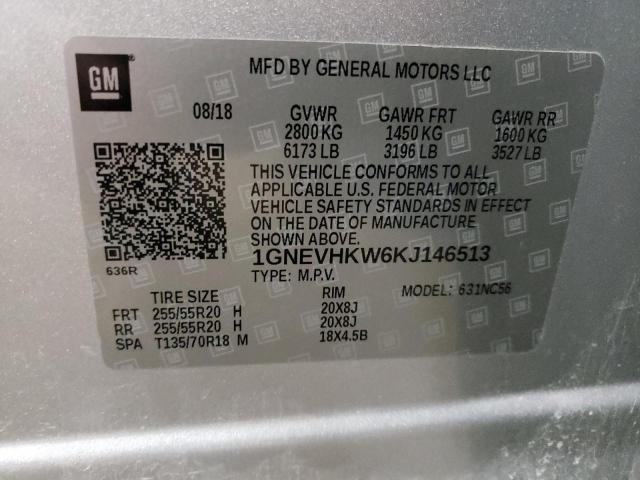 GM
MFD BY GENERAL MOTORS LLC
08/18 GVWR GAWR FRT GAWR RR
2800 KG 1450 KG 1600 KG
6173 LB 3196 LB 3527 LB
THIS VEHICLE CONFORMS TO ALL
APPLICABLE U.S. FEDERAL MOTOR
VEHICLE SAFETY STANDARDS IN EFFECT
ON THE DATE OF MANUFACTURE
SHOWN ABOVE.
1GNEVHKW6KJ146513
636R
TYPE: M.P.V.
MODEL: 631NC56
TIRE SIZE RIM
FRT 255/55R20 H 20X8J
RR 255/55R20 H 20X8J
SPA T135/70R18 M 18X4.5B